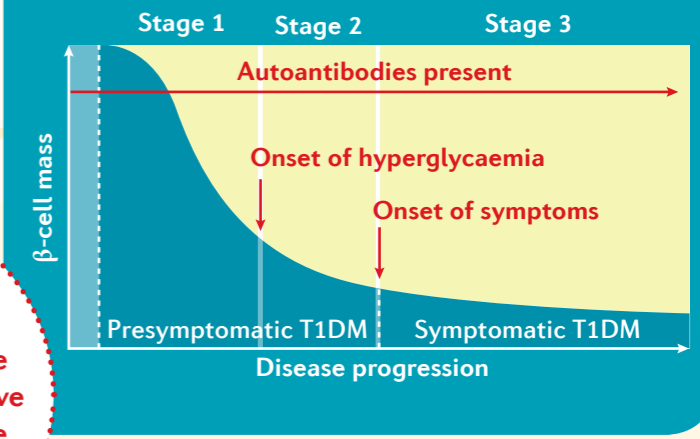 Stage 1
Stage 2
Stage 3
Autoantibodies present
Onset of hyperglycaemia
Onset of symptoms
β-cell mass
Presymptomatic T1DM
Symptomatic T1DM
Disease progression